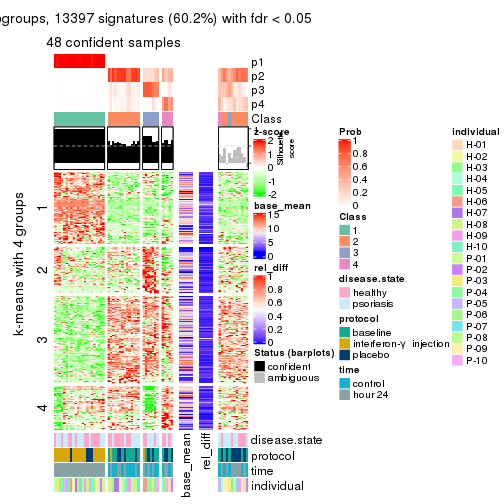 ogroups, 13397 signatures (60.2%) with fdr < 0.05
48 confident samples
p1
p2
p3
p4
Class
Silhouette
score
1
2
3
4
k-means with 4 groups
base_mean
rel_diff
disease.state
protocol
time
individual
z-score
2
1
0
-1
-2
base_mean
15
10
5
0
rel_diff
1
0.8
0.6
0.4
0.2
0
Status (barplots)
confident
ambiguous
Prob
1
0.8
0.6
0.4
0.2
0
Class
1
2
3
4
disease.state
healthy
psoriasis
protocol
baseline
interferon-γ injection
placebo
time
control
hour 24
individual
H-01
H-02
H-03
H-04
H-05
H-06
H-07
H-08
H-09
H-10
P-01
P-02
P-03
P-04
P-05
P-06
P-07
P-08
P-09
P-10